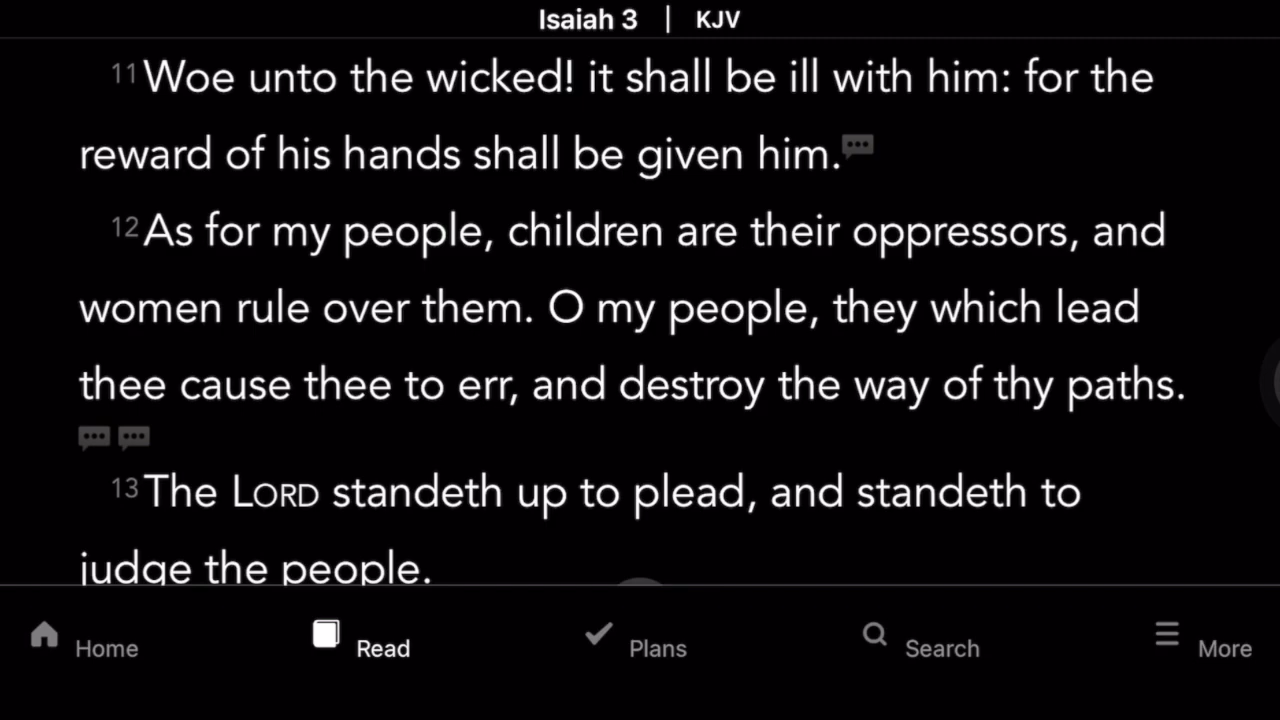 Isaiah 3 | KJV
11 Woe unto the wicked! it shall be ill with him: for the
reward of his hands shall be given him.
12 As for my people, children are their oppressors, and
women rule over them. O my people, they which lead
thee cause thee to err, and destroy the way of thy paths.
13 The LORD standeth up to plead, and standeth to
judge the people.
Home Read Plans Search More